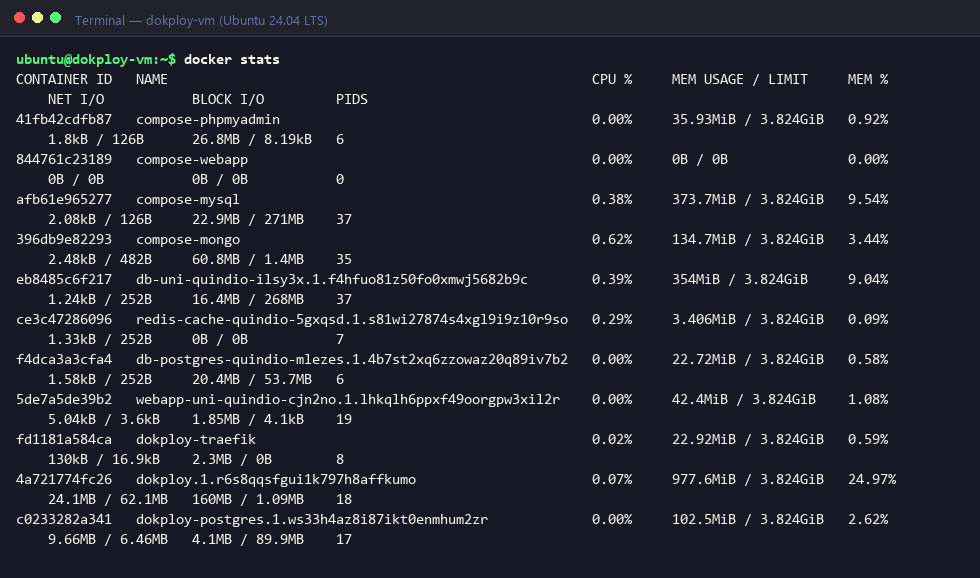 Terminal — dokploy-vm (Ubuntu 24.04 LTS)
ubuntu@dokploy-vm:~$ docker stats
CONTAINER ID   NAME                                                     CPU %     MEM USAGE / LIMIT     MEM %
    NET I/O           BLOCK I/O         PIDS
41fb42cdfb87   compose-phpmyadmin                                       0.00%     35.93MiB / 3.824GiB   0.92%
    1.8kB / 126B      26.8MB / 8.19kB   6
844761c23189   compose-webapp                                           0.00%     0B / 0B               0.00%
    0B / 0B           0B / 0B           0
afb61e965277   compose-mysql                                            0.38%     373.7MiB / 3.824GiB   9.54%
    2.08kB / 126B     22.9MB / 271MB    37
396db9e82293   compose-mongo                                            0.62%     134.7MiB / 3.824GiB   3.44%
    2.48kB / 482B     60.8MB / 1.4MB    35
eb8485c6f217   db-uni-quindio-ilsy3x.1.f4hfuo81z50fo0xmwj5682b9c        0.39%     354MiB / 3.824GiB     9.04%
    1.24kB / 252B     16.4MB / 268MB    37
ce3c47286096   redis-cache-quindio-5gxqsd.1.s81wi27874s4xgl9i9z10r9so   0.29%     3.406MiB / 3.824GiB   0.09%
    1.33kB / 252B     0B / 0B           7
f4dca3a3cfa4   db-postgres-quindio-mlezes.1.4b7st2xq6zzowaz20q89iv7b2   0.00%     22.72MiB / 3.824GiB   0.58%
    1.58kB / 252B     20.4MB / 53.7MB   6
5de7a5de39b2   webapp-uni-quindio-cjn2no.1.lhkqlh6ppxf49oorgpw3xil2r    0.00%     42.4MiB / 3.824GiB    1.08%
    5.04kB / 3.6kB    1.85MB / 4.1kB    19
fd1181a584ca   dokploy-traefik                                          0.02%     22.92MiB / 3.824GiB   0.59%
    130kB / 16.9kB    2.3MB / 0B        8
4a721774fc26   dokploy.1.r6s8qqsfgui1k797h8affkumo                      0.07%     977.6MiB / 3.824GiB   24.97%
    24.1MB / 62.1MB   160MB / 1.09MB    18
c0233282a341   dokploy-postgres.1.ws33h4az8i87ikt0enmhum2zr             0.00%     102.5MiB / 3.824GiB   2.62%
    9.66MB / 6.46MB   4.1MB / 89.9MB    17